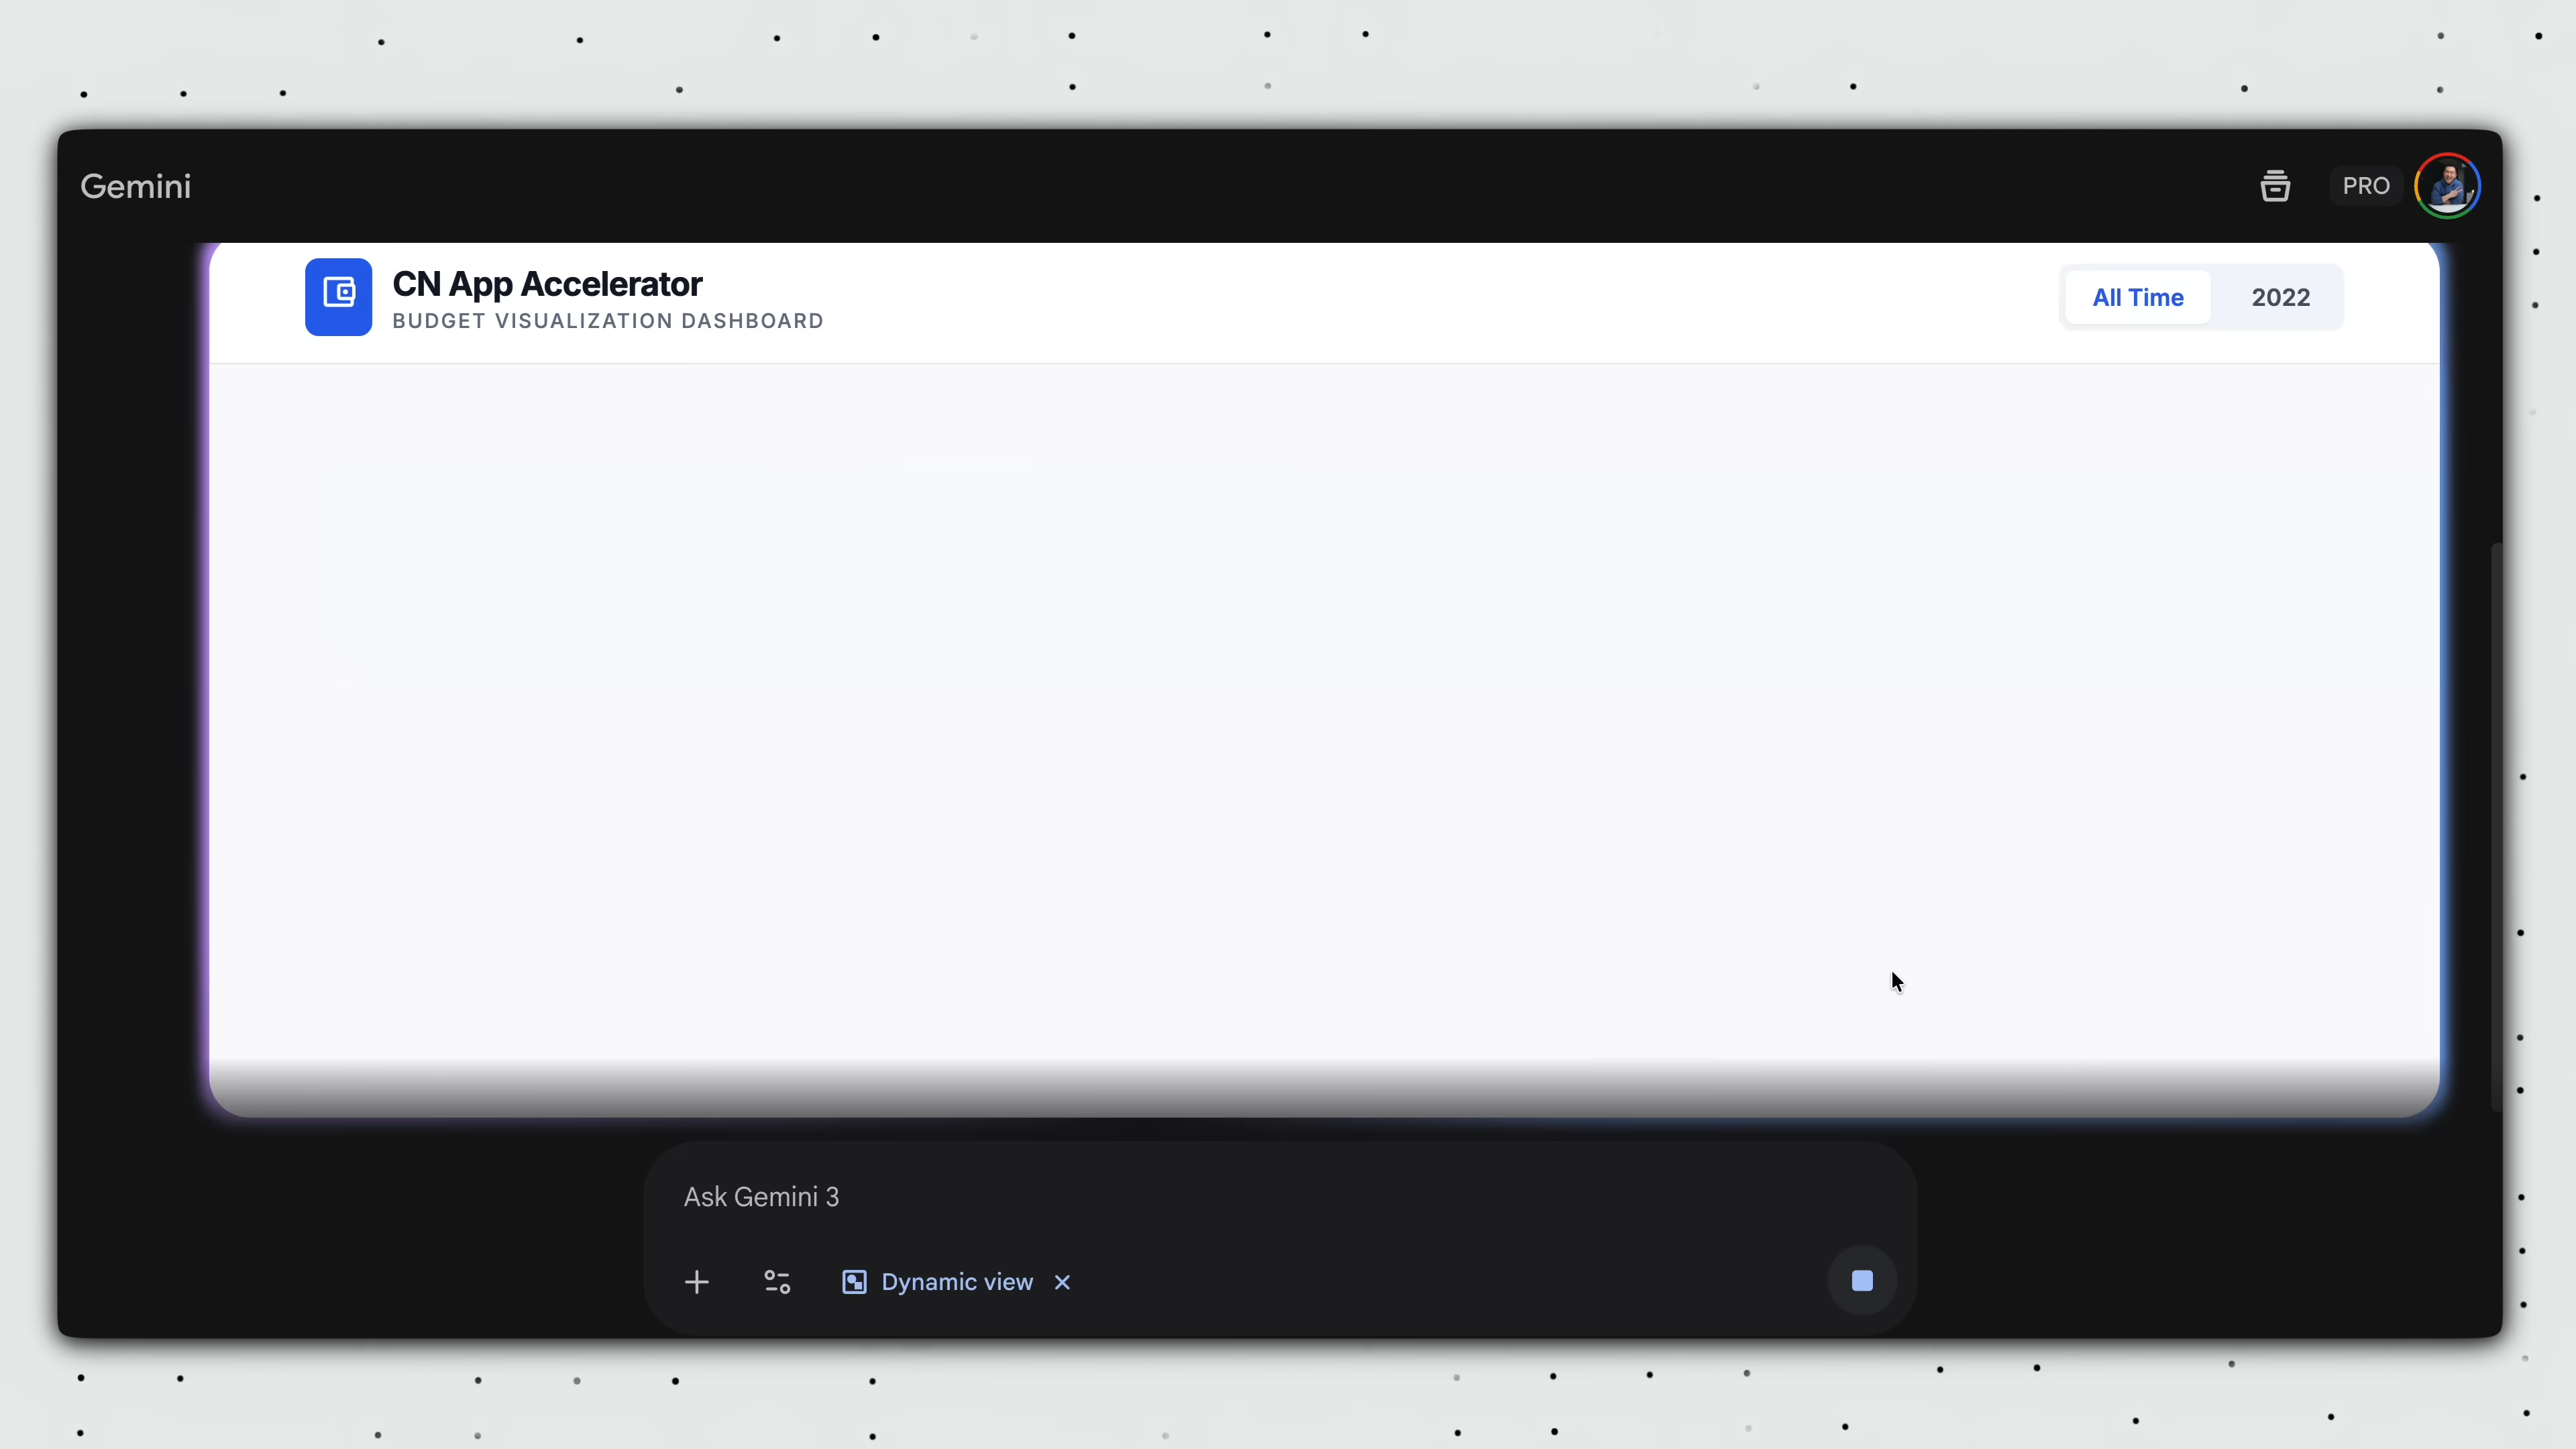 Gemini
PRO
CN App Accelerator
BUDGET VISUALIZATION DASHBOARD
All Time
2022
Ask Gemini 3
Dynamic view